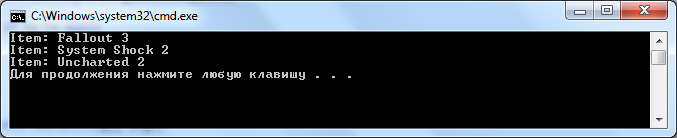 C:\Windows\system32\cmd.exe
Item: Fallout 3
Item: System Shock 2
Item: Uncharted 2
Для продолжения нажмите любую клавишу . . .